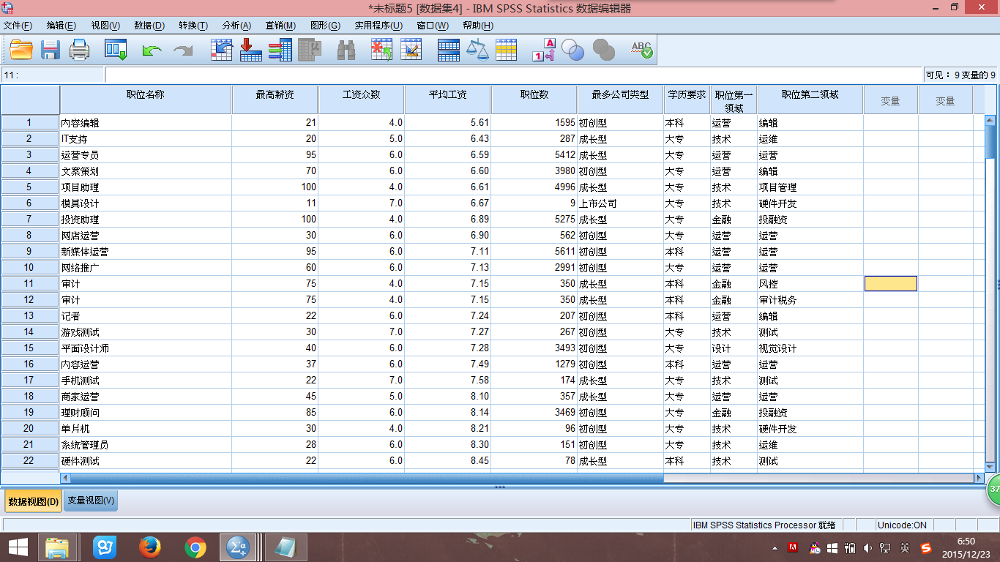 *未标题5 [数据集4] - IBM SPSS Statistics 数据编辑器
文件(F) 编辑(E) 视图(V) 数据(D) 转换(T) 分析(A) 直销(M) 图形(G) 实用程序(U) 窗口(W) 帮助(H)
11 : 可见： 9 变量的 9
职位名称 最高薪资 工资众数 平均工资 职位数 最多公司类型 学历要求 职位第一领域 职位第二领域 变量 变量
1 内容编辑 21 4.0 5.61 1595 初创型 本科 运营 编辑
2 IT支持 20 5.0 6.43 287 成长型 大专 技术 运维
3 运营专员 95 6.0 6.59 5412 成长型 大专 运营 运营
4 文案策划 70 6.0 6.60 3980 初创型 大专 运营 编辑
5 项目助理 100 4.0 6.61 4996 成长型 大专 技术 项目管理
6 模具设计 11 7.0 6.67 9 上市公司 大专 技术 硬件开发
7 投资助理 100 4.0 6.89 5275 成长型 大专 金融 投融资
8 网店运营 30 6.0 6.90 562 初创型 大专 运营 运营
9 新媒体运营 95 6.0 7.11 5611 初创型 本科 运营 运营
10 网络推广 60 6.0 7.13 2991 初创型 大专 运营 运营
11 审计 75 4.0 7.15 350 成长型 本科 金融 风控
12 审计 75 4.0 7.15 350 成长型 本科 金融 审计税务
13 记者 22 6.0 7.24 207 初创型 本科 运营 编辑
14 游戏测试 30 7.0 7.27 267 初创型 大专 技术 测试
15 平面设计师 40 6.0 7.28 3493 初创型 大专 设计 视觉设计
16 内容运营 37 6.0 7.49 1279 初创型 本科 运营 运营
17 手机测试 22 7.0 7.58 174 成长型 大专 技术 测试
18 商家运营 45 5.0 8.10 357 成长型 大专 运营 运营
19 理财顾问 85 6.0 8.14 3469 初创型 大专 金融 投融资
20 单片机 30 4.0 8.21 96 初创型 大专 技术 硬件开发
21 系统管理员 28 6.0 8.30 151 初创型 大专 技术 运维
22 硬件测试 22 6.0 8.45 78 成长型 本科 技术 测试
37
数据视图(D) 变量视图(V)
IBM SPSS Statistics Processor 就绪 Unicode:ON
英 6:50
2015/12/23